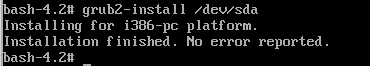 bash-4.2# grub2-install /dev/sda
Installing for i386-pc platform.
Installation finished. No error reported.
bash-4.2#